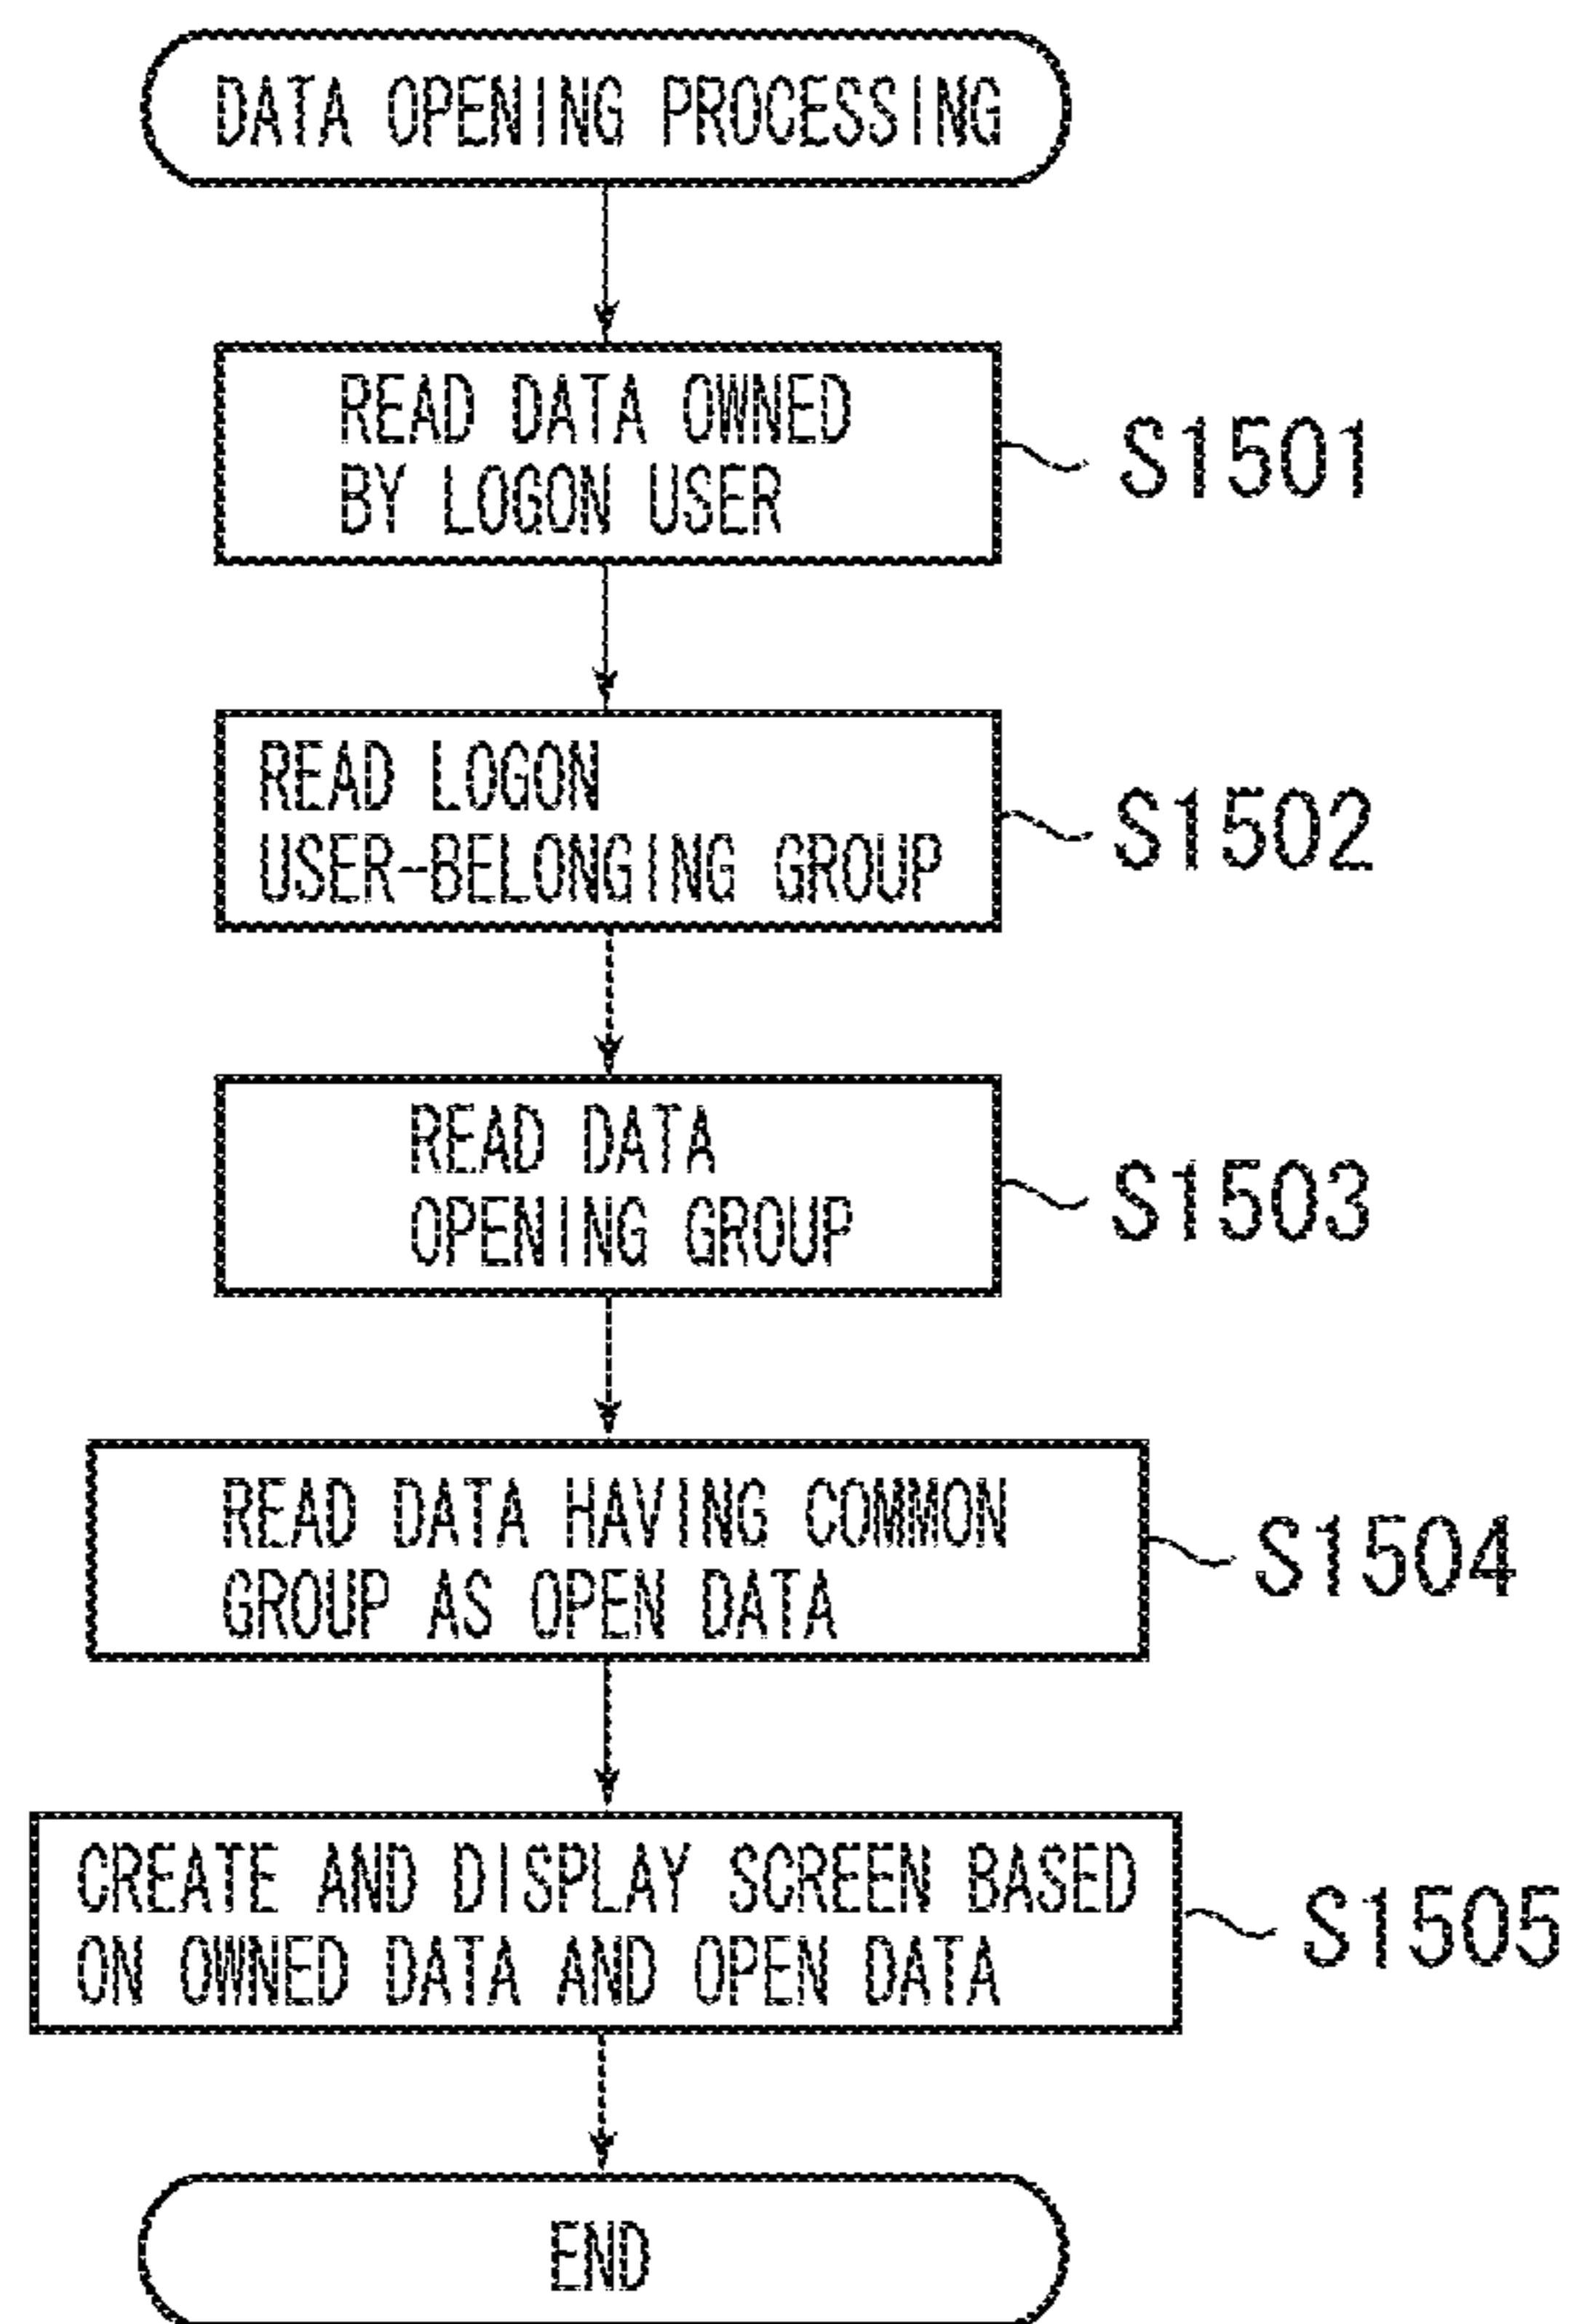 DATA OPENING PROCESSING
READ DATA OWNED
BY LOGON USER
S1501
READ LOGON
USER-BELONGING GROUP
S1502
READ DATA
OPENING GROUP
S1503
READ DATA HAVING COMMON
GROUP AS OPEN DATA
S1504
CREATE AND DISPLAY SCREEN BASED
ON OWNED DATA AND OPEN DATA
S1505
END